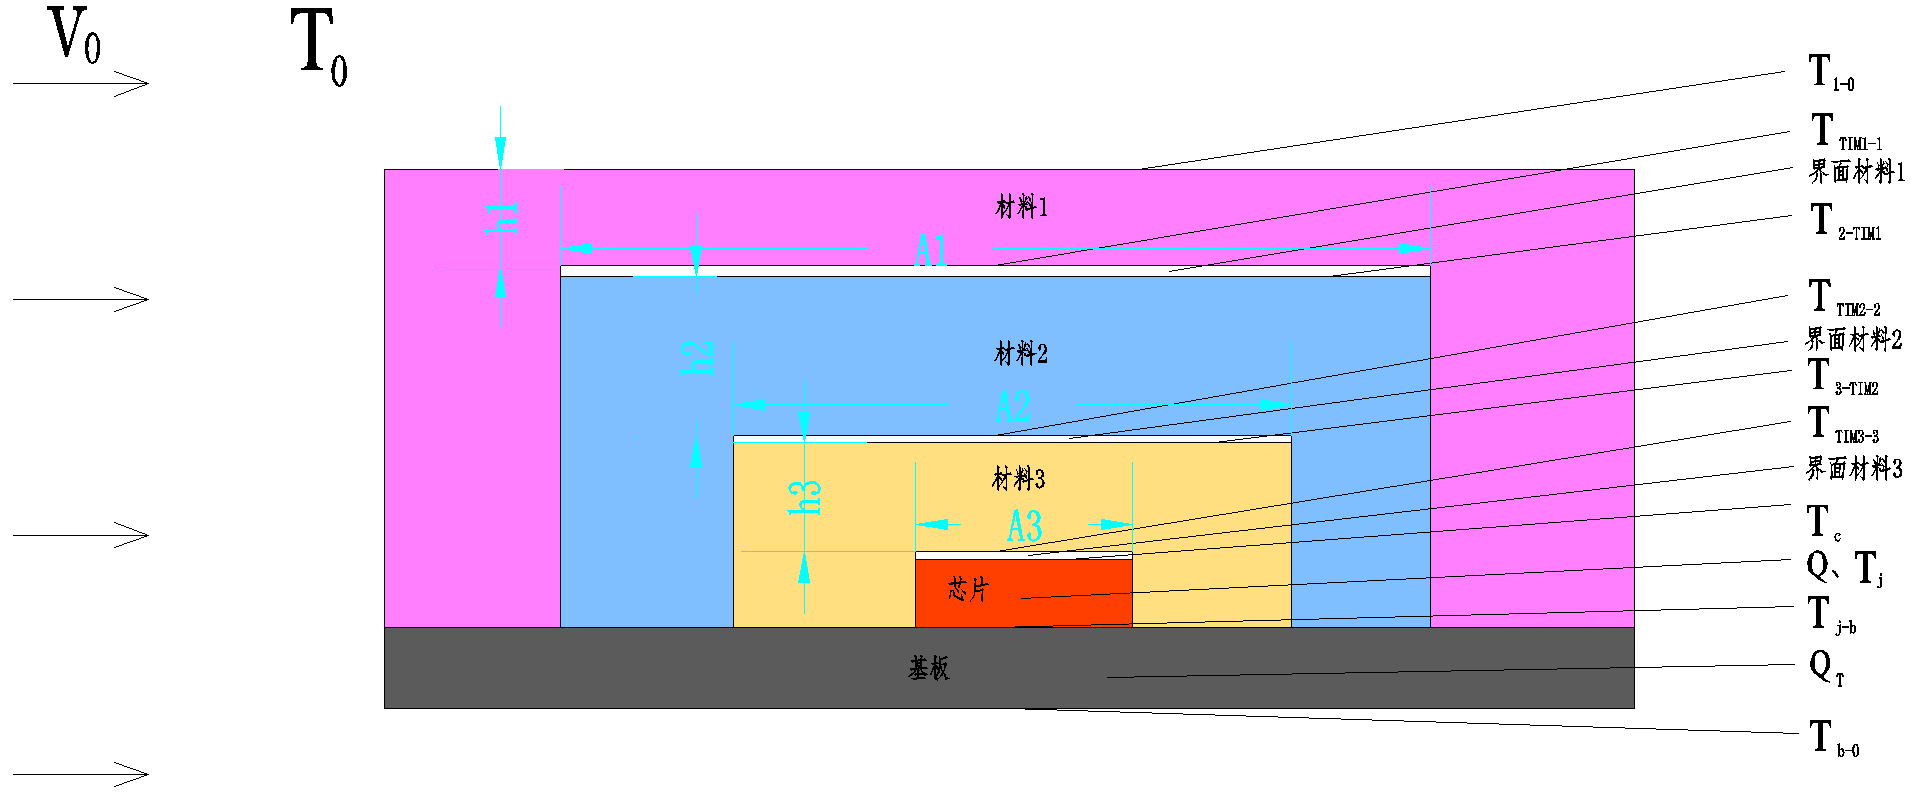 V0
T0
T1-0
TTIM1-1
界面材料1
T2-TIM1
TTIM2-2
界面材料2
T3-TIM2
TTIM3-3
界面材料3
Tc
Q、Tj
Tj-b
QT
Tb-0
材料1
h1
A1
材料2
h2
A2
材料3
h3
A3
芯片
基板